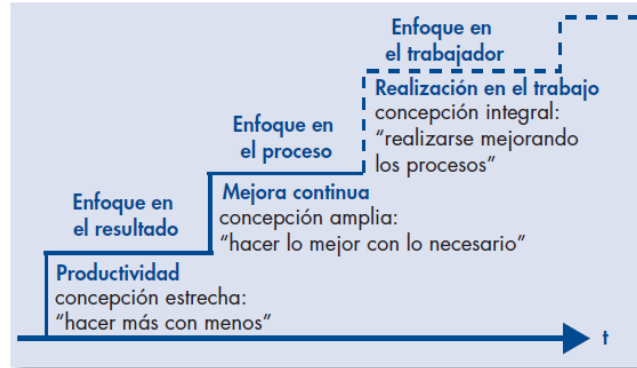 Enfoque en
el trabajador
Realización en el trabajo
concepción integral:
“realizarse mejorando
los procesos”
Enfoque en
el proceso
Mejora continua
concepción amplia:
“hacer lo mejor con lo necesario”
Enfoque en
el resultado
Productividad
concepción estrecha:
“hacer más con menos”
t